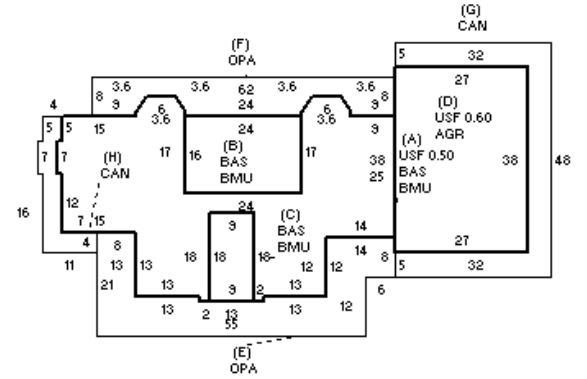 (G)
CAN
(F)
OPA
5 32
3.6 3.6 62 3.6 3.6
8 9 24 9 8
27
4
6 6
3.6 3.6
(D)
USF 0.60
AGR
5 5 15
24
9
(B)
BAS
BMU
(A)
USF 0.50
BAS
BMU
17 16 17
38
25
38 48
7 7
(H)
CAN
12
16
7 15
24
9
(C)
BAS
BMU
14
4 8
14
27
11
13 13
18 18 18
12 12
8
5 32
21
13
9
2
13
6
13
2
13
13
12
55
(E)
OPA